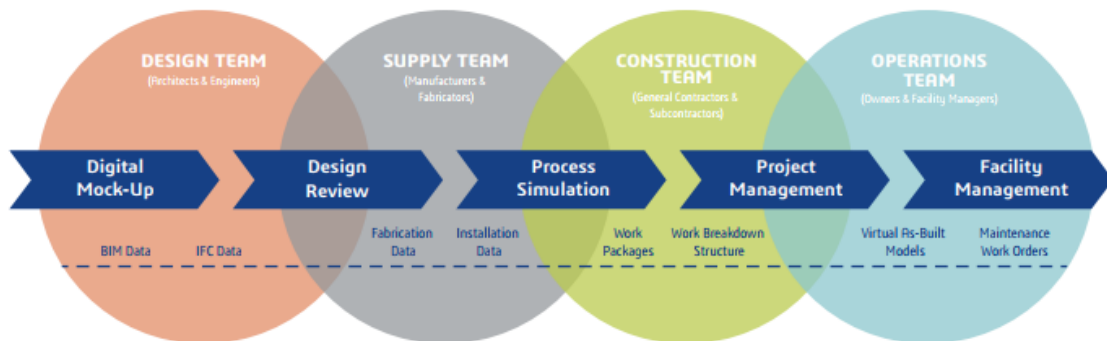 DESIGN TEAM
(Architects & Engineers)
SUPPLY TEAM
(Manufacturers &
Fabricators)
CONSTRUCTION
TEAM
(General Contractors &
Subcontractors)
OPERATIONS
TEAM
(Owners & Facility Managers)
Digital
Mock-Up
Design
Review
Process
Simulation
Project
Management
Facility
Management
BIM Data
IFC Data
Fabrication
Data
Installation
Data
Work
Packages
Work Breakdown
Structure
Virtual As-Built
Models
Maintenance
Work Orders